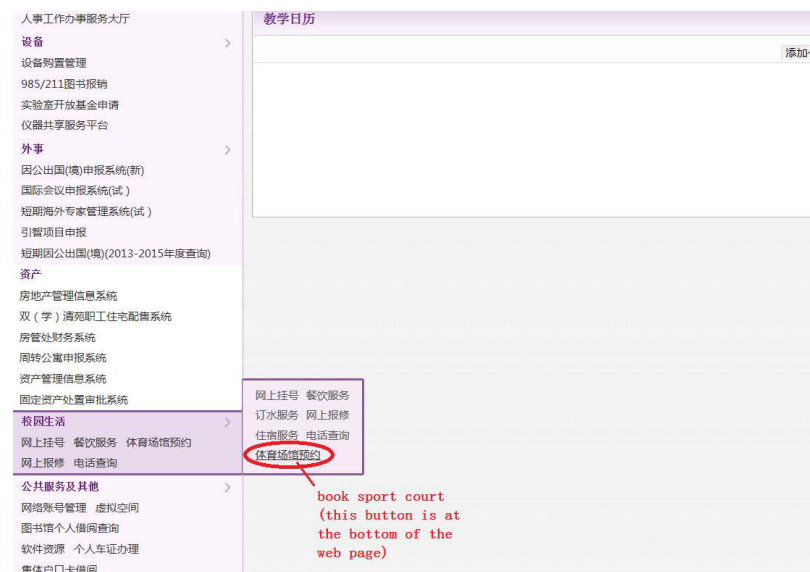 人事工作办事服务大厅
设备
设备购置管理
985/211图书报销
实验室开放基金申请
仪器共享服务平台
外事
因公出国(境)申报系统(新)
国际会议申报系统(试)
短期海外专家管理系统(试)
引智项目申报
短期因公出国(境)(2013-2015年度查询)
资产
房地产管理信息系统
双(学)清苑职工住宅配售系统
房管处财务系统
周转公寓申报系统
资产管理信息系统
固定资产处置审批系统
校园生活
网上挂号 餐饮服务 体育场馆预约
网上报修 电话查询
公共服务及其他
网络账号管理 虚拟空间
图书馆个人借阅查询
软件资源 个人车证办理
集体户口卡借阅
教学日历
添加
网上挂号 餐饮服务
订水服务 网上报修
住宿服务 电话查询
体育场馆预约
book sport court
(this button is at
the bottom of the
web page)